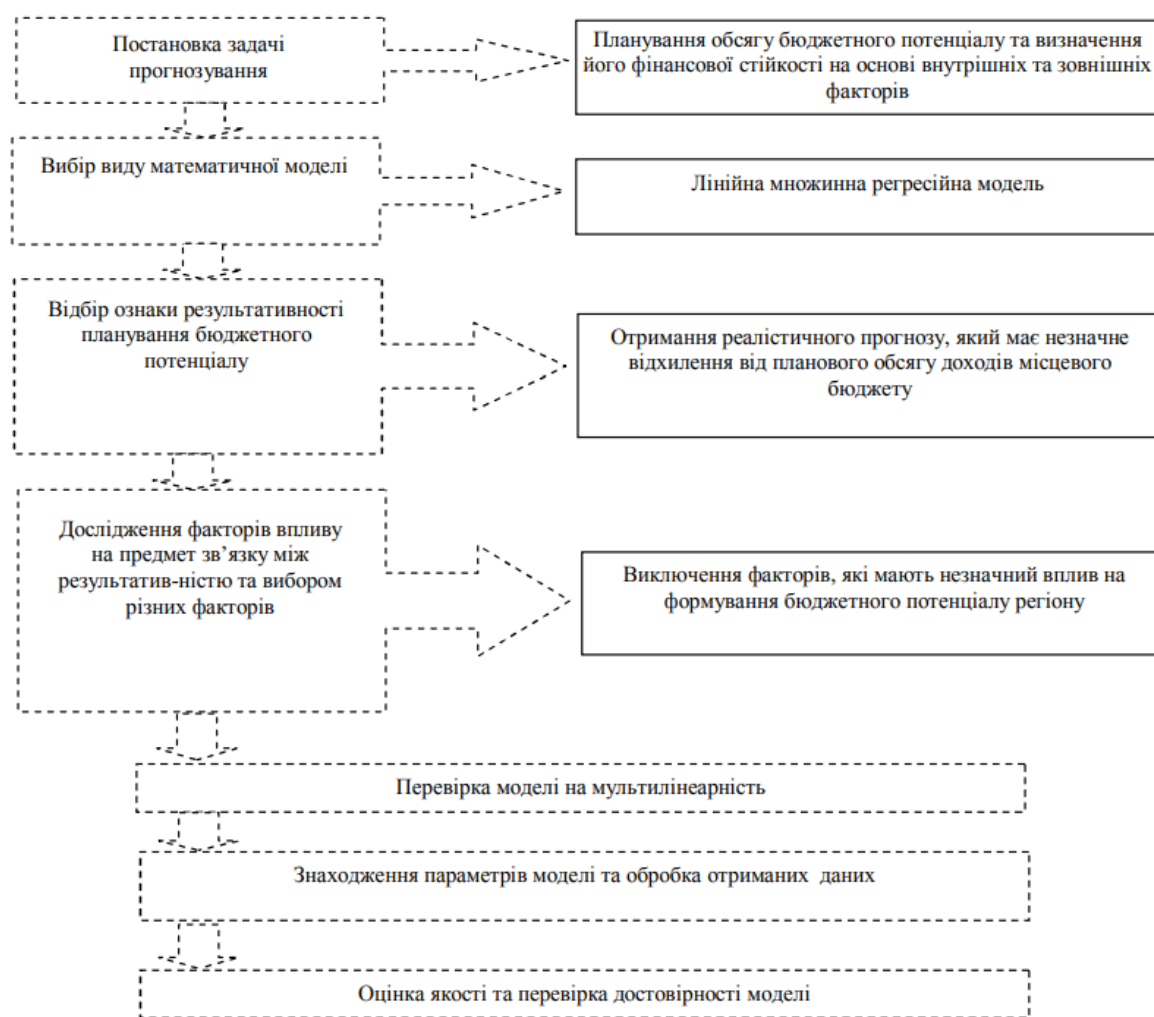 Постановка задачі
прогнозування
Планування обсягу бюджетного потенціалу та визначення
його фінансової стійкості на основі внутрішніх та зовнішніх
факторів
Вибір виду математичної моделі
Лінійна множинна регресійна модель
Відбір ознаки результативності
планування бюджетного
потенціалу
Отримання реалістичного прогнозу, який має незначне
відхилення від планового обсягу доходів місцевого
бюджету
Дослідження факторів впливу
на предмет зв’язку між
результатив-ністю та вибором
різних факторів
Виключення факторів, які мають незначний вплив на
формування бюджетного потенціалу регіону
Перевірка моделі на мультилінеарність
Знаходження параметрів моделі та обробка отриманих даних
Оцінка якості та перевірка достовірності моделі